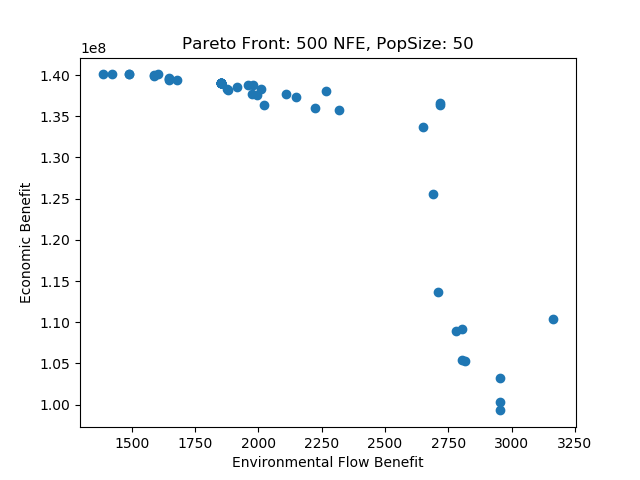 Pareto Front: 500 NFE, PopSize: 50
1e8
1.40
1.35
1.30
1.25
1.20
1.15
1.10
1.05
1.00
Economic Benefit
1500 1750 2000 2250 2500 2750 3000 3250
Environmental Flow Benefit